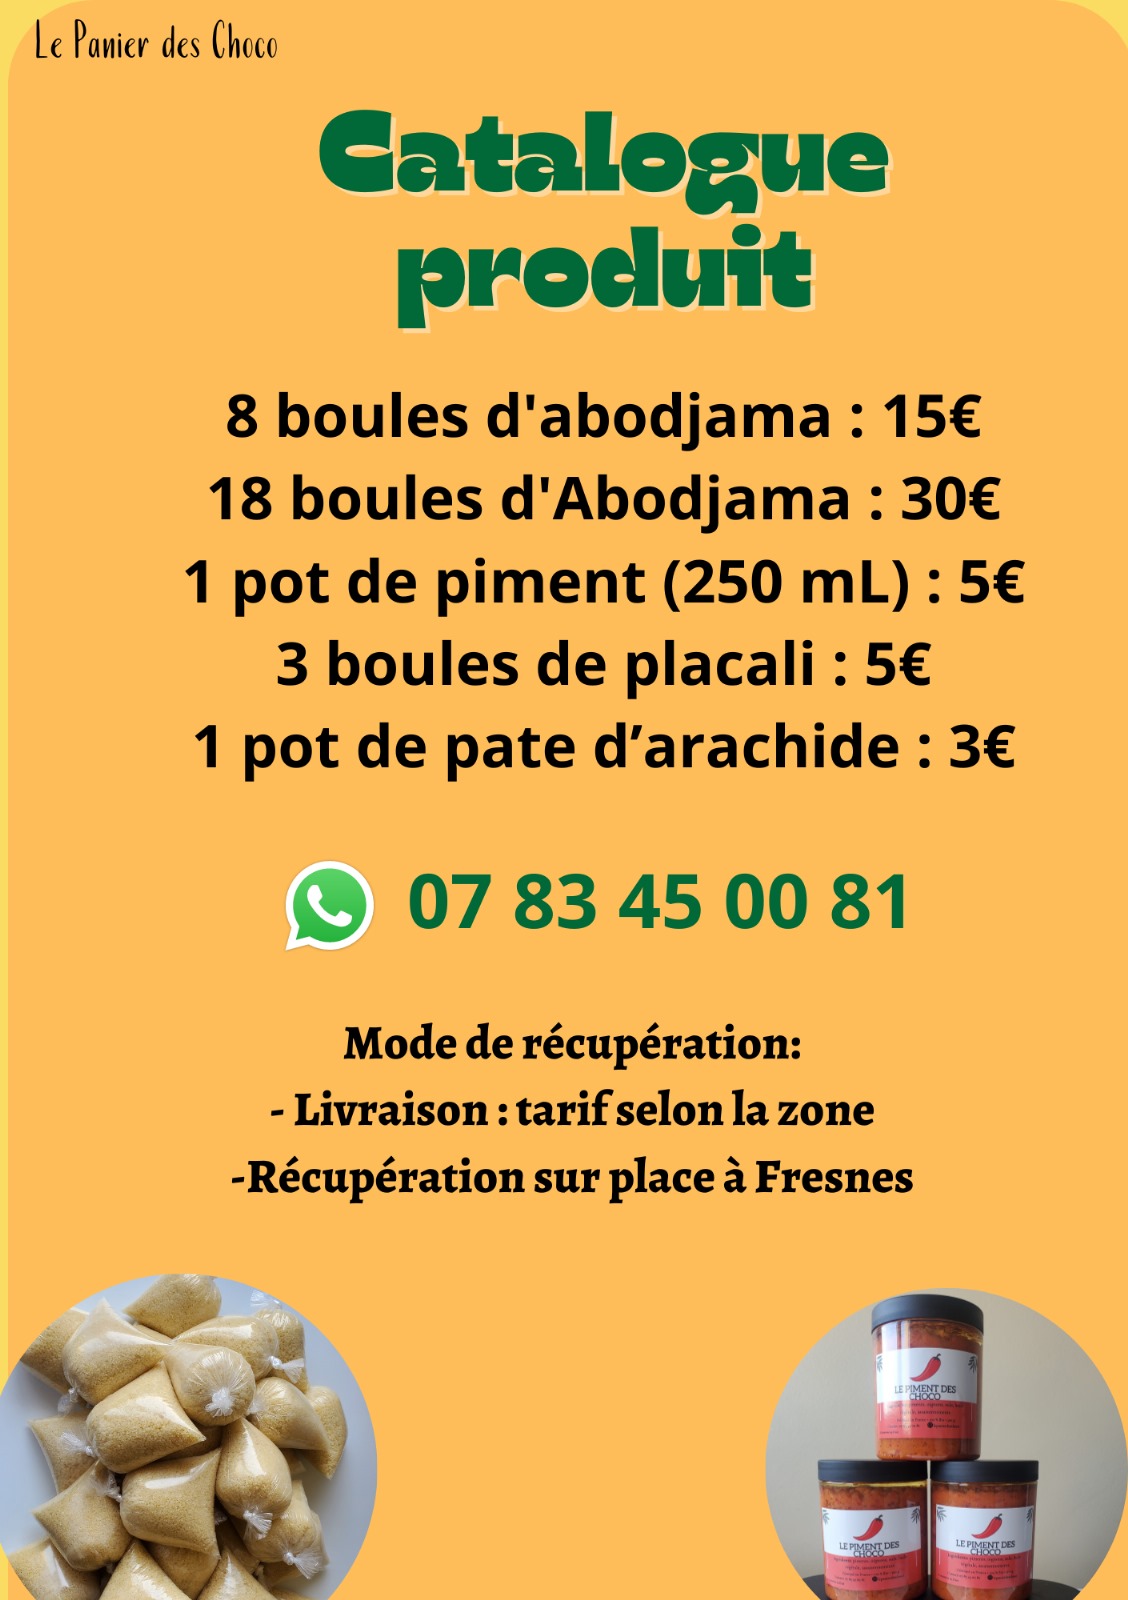 Le Panier des Choco
Catalogue
produit
8 boules d'abodjama : 15€
18 boules d'Abodjama : 30€
1 pot de piment (250 mL) : 5€
3 boules de placali : 5€
1 pot de pate d’arachide : 3€
07 83 45 00 81
Mode de récupération:
- Livraison : tarif selon la zone
-Récupération sur place à Fresnes
LE PIMENT DES
CHOCO
LE PIMENT DES
CHOCO
LE PIMENT DES
CHOCO